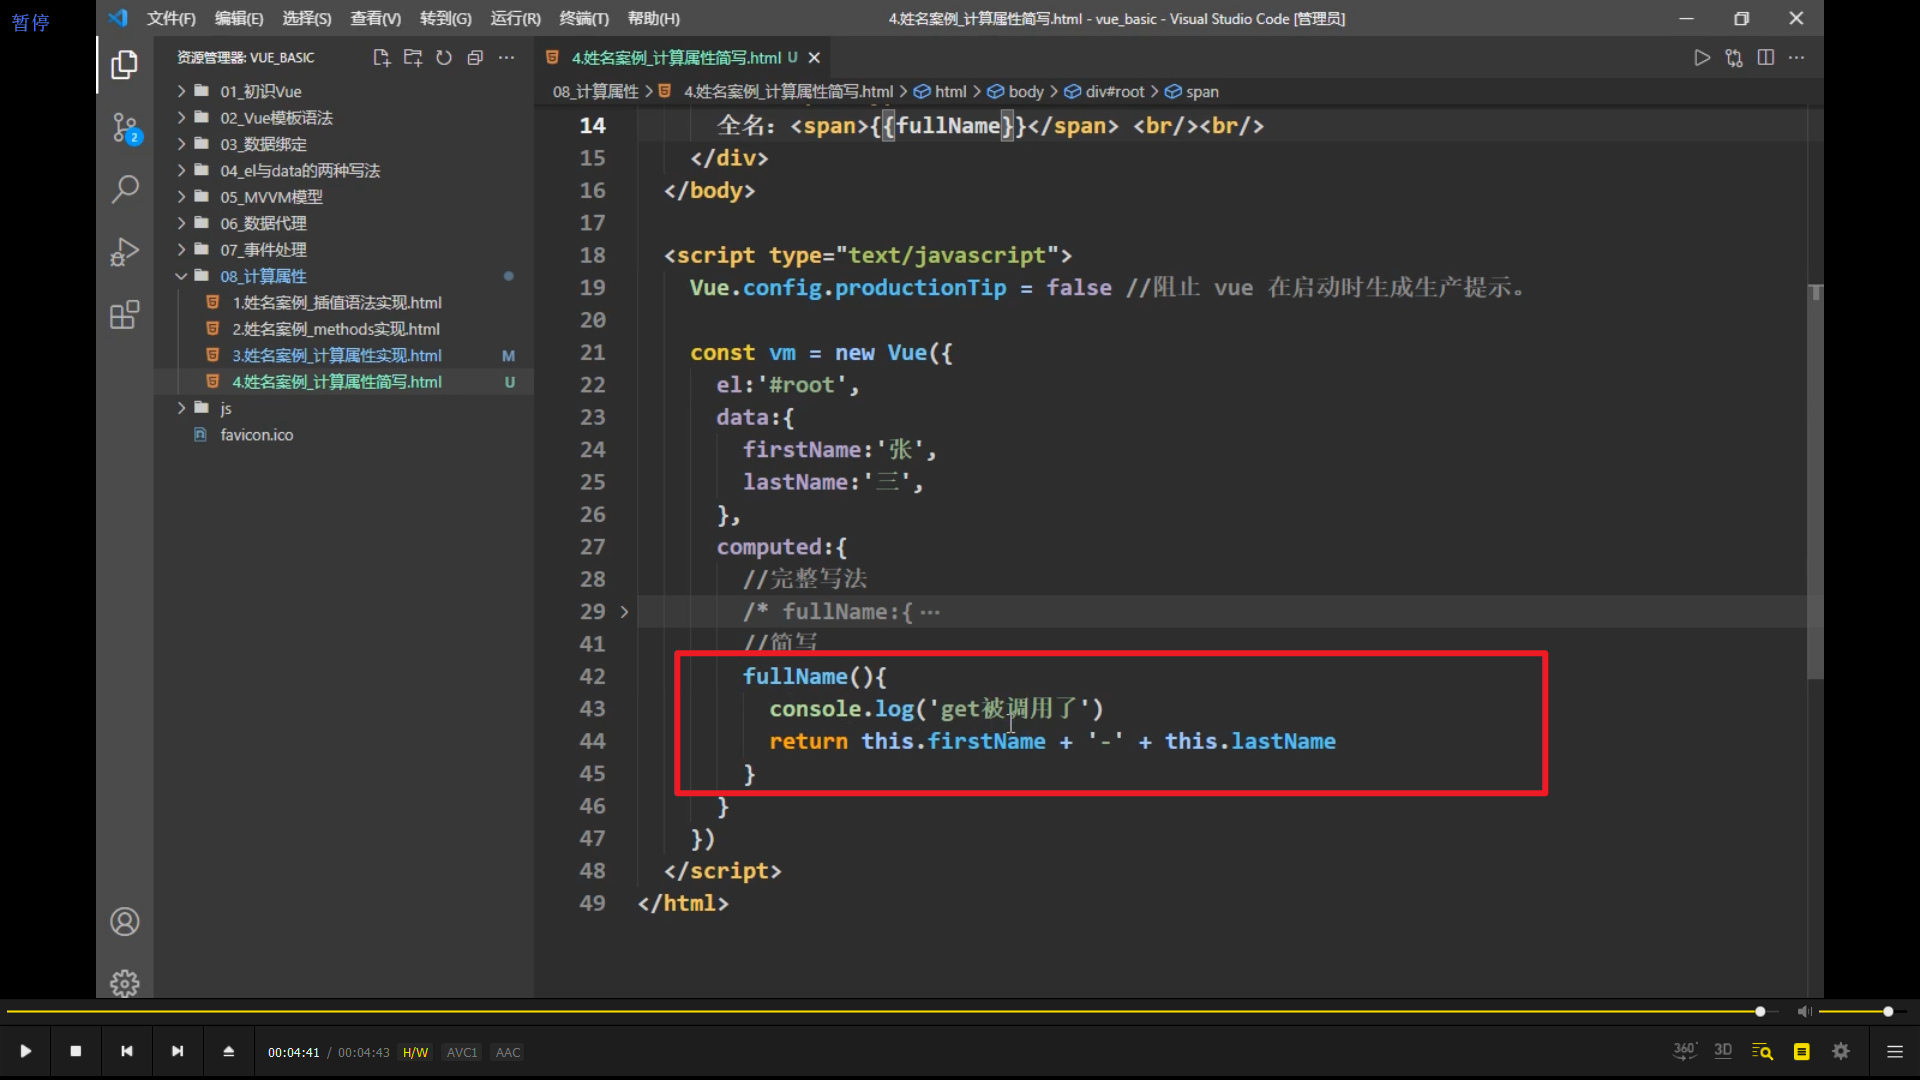 暂停
文件(F) 编辑(E) 选择(S) 查看(V) 转到(G) 运行(R) 终端(T) 帮助(H)
4.姓名案例_计算属性简写.html - vue_basic - Visual Studio Code [管理员]
资源管理器: VUE_BASIC
4.姓名案例_计算属性简写.html U
01_初识Vue
02_Vue模板语法
03_数据绑定
04_el与data的两种写法
05_MVVM模型
06_数据代理
07_事件处理
08_计算属性
1.姓名案例_插值语法实现.html
2.姓名案例_methods实现.html
3.姓名案例_计算属性实现.html M
4.姓名案例_计算属性简写.html U
js
favicon.ico
2
08_计算属性 > 4.姓名案例_计算属性简写.html > html > body > div#root > span
14 全名：<span>{{fullName}}</span> <br/><br/>
15 </div>
16 </body>
17
18 <script type="text/javascript">
19 Vue.config.productionTip = false //阻止 vue 在启动时生成生产提示。
20
21 const vm = new Vue({
22 el:'#root',
23 data:{
24 firstName:'张',
25 lastName:'三',
26 },
27 computed:{
28 //完整写法
29 /* fullName:{ ···
41 //简写
42 fullName(){
43 console.log('get被调用了')
44 return this.firstName + '-' + this.lastName
45 }
46 }
47 })
48 </script>
49 </html>
00:04:41 / 00:04:43 H/W AVC1 AAC
360° 3D